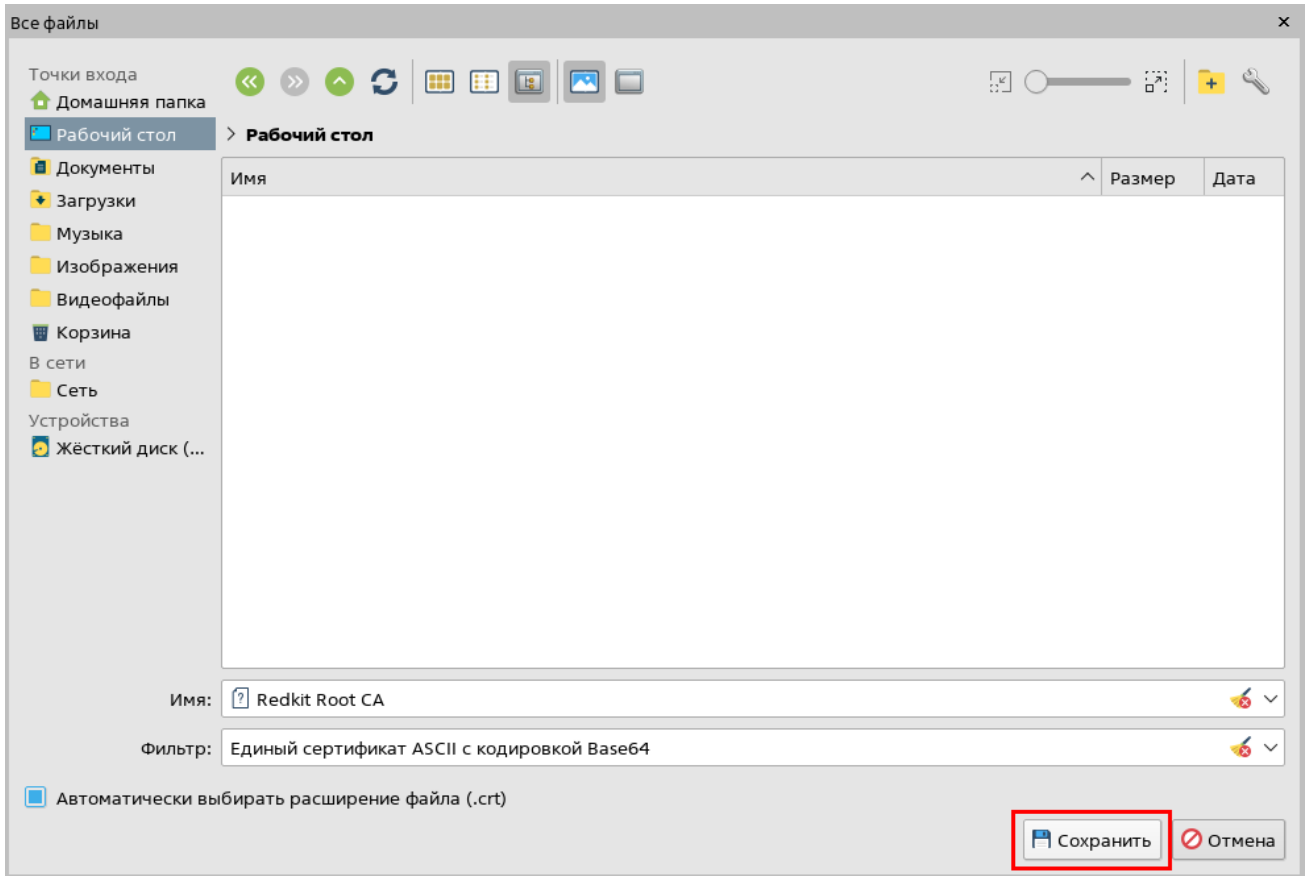 Все файлы
Точки входа
Домашняя папка
Рабочий стол
Документы
Загрузки
Музыка
Изображения
Видеофайлы
Корзина
В сети
Сеть
Устройства
Жёсткий диск (...
> Рабочий стол
Имя Размер Дата
Имя: Redkit Root CA
Фильтр: Единый сертификат ASCII с кодировкой Base64
Автоматически выбирать расширение файла (.crt)
Сохранить Отмена